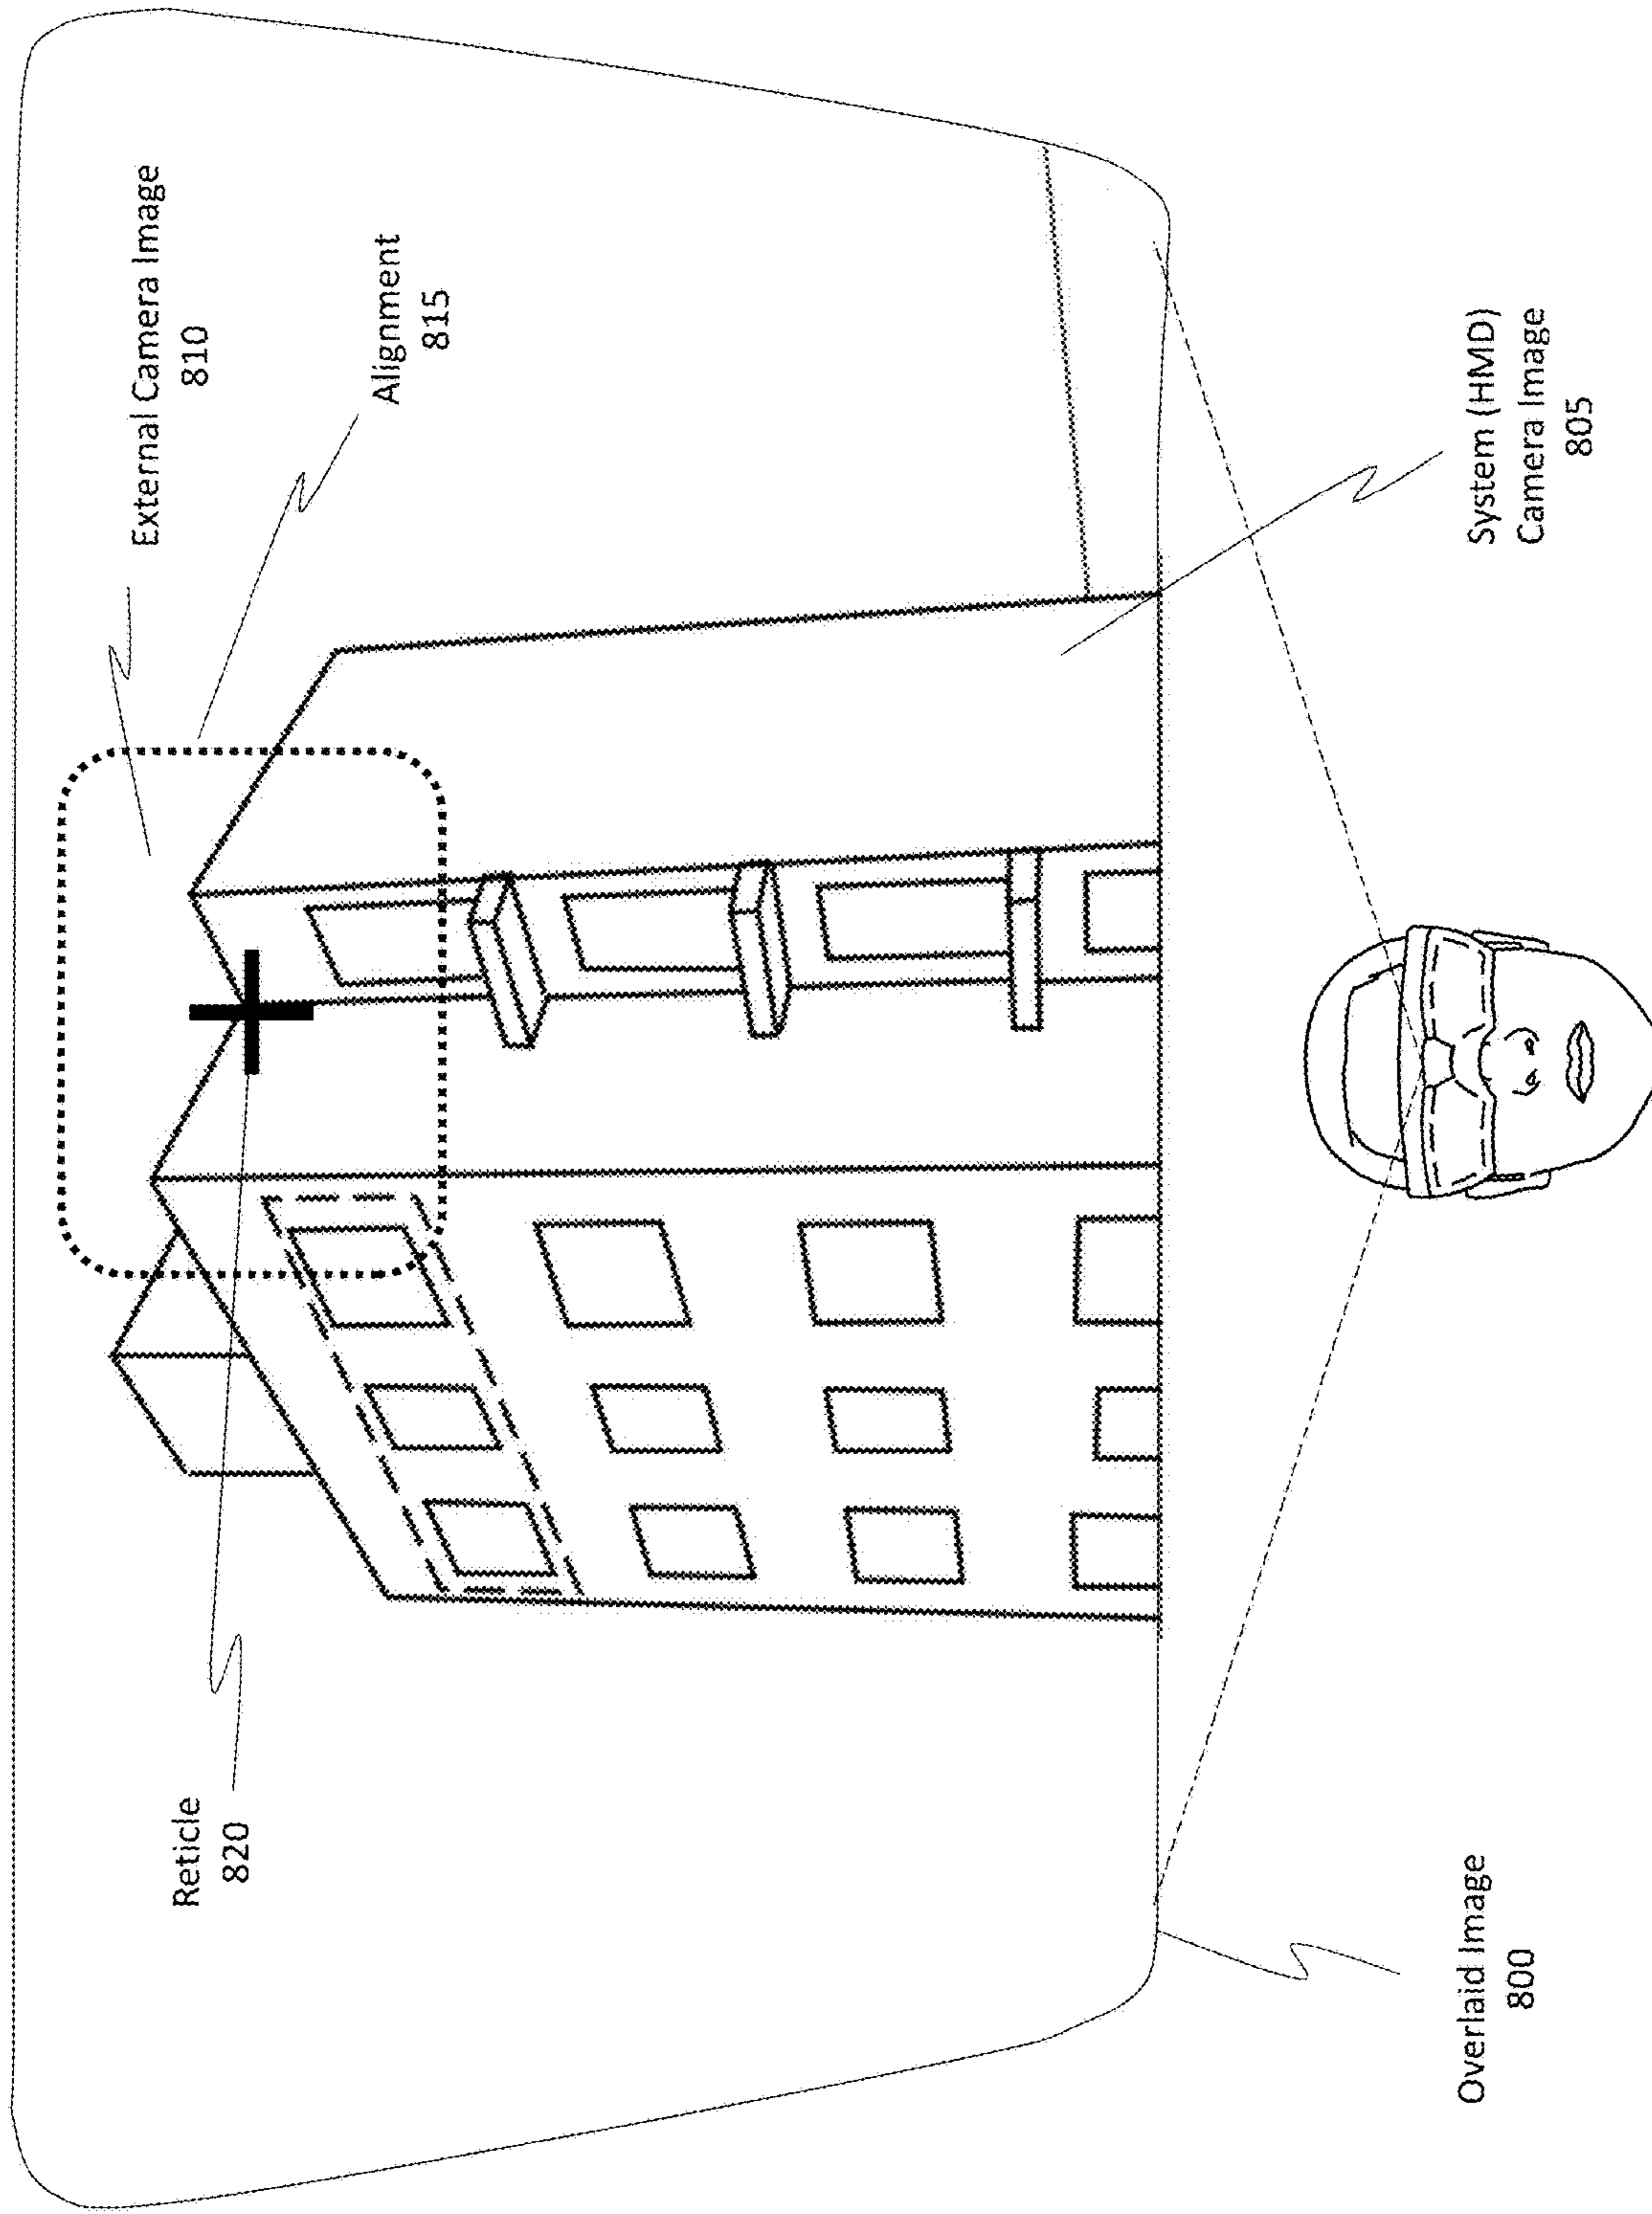 External Camera Image
810
Alignment
815
Reticle
820
System (HMD)
Camera Image
805
Overlaid Image
800